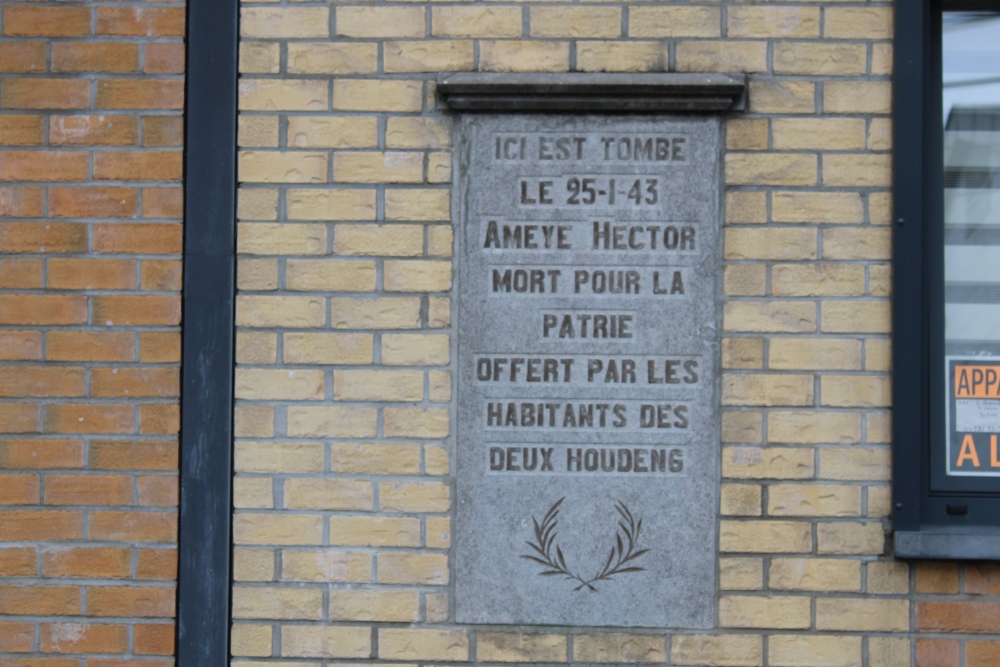 ICI EST TOMBE
LE 25-1-43
AMEYE HECTOR
MORT POUR LA
PATRIE
OFFERT PAR LES
HABITANTS DES
DEUX HOUDENG